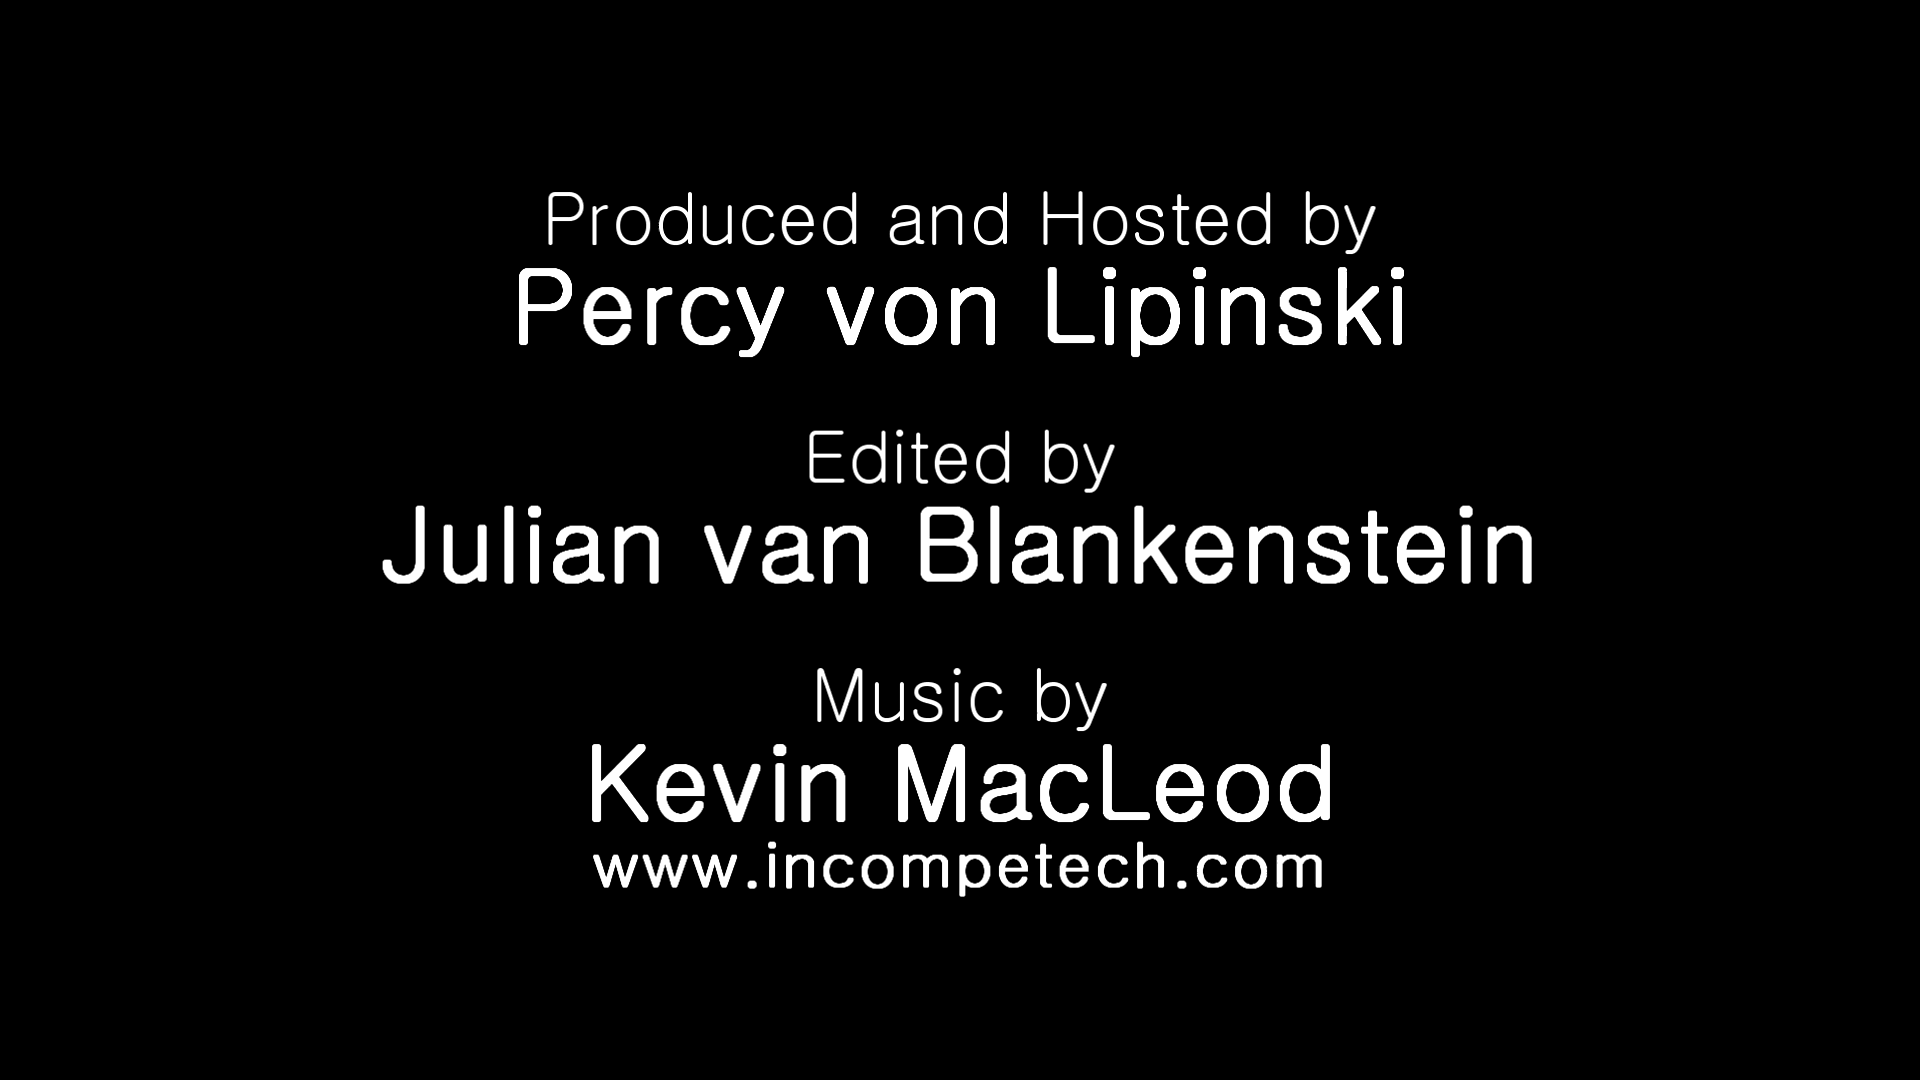 Produced and Hosted by
Percy von Lipinski
Edited by
Julian van Blankenstein
Music by
Kevin MacLeod
www.incompetech.com